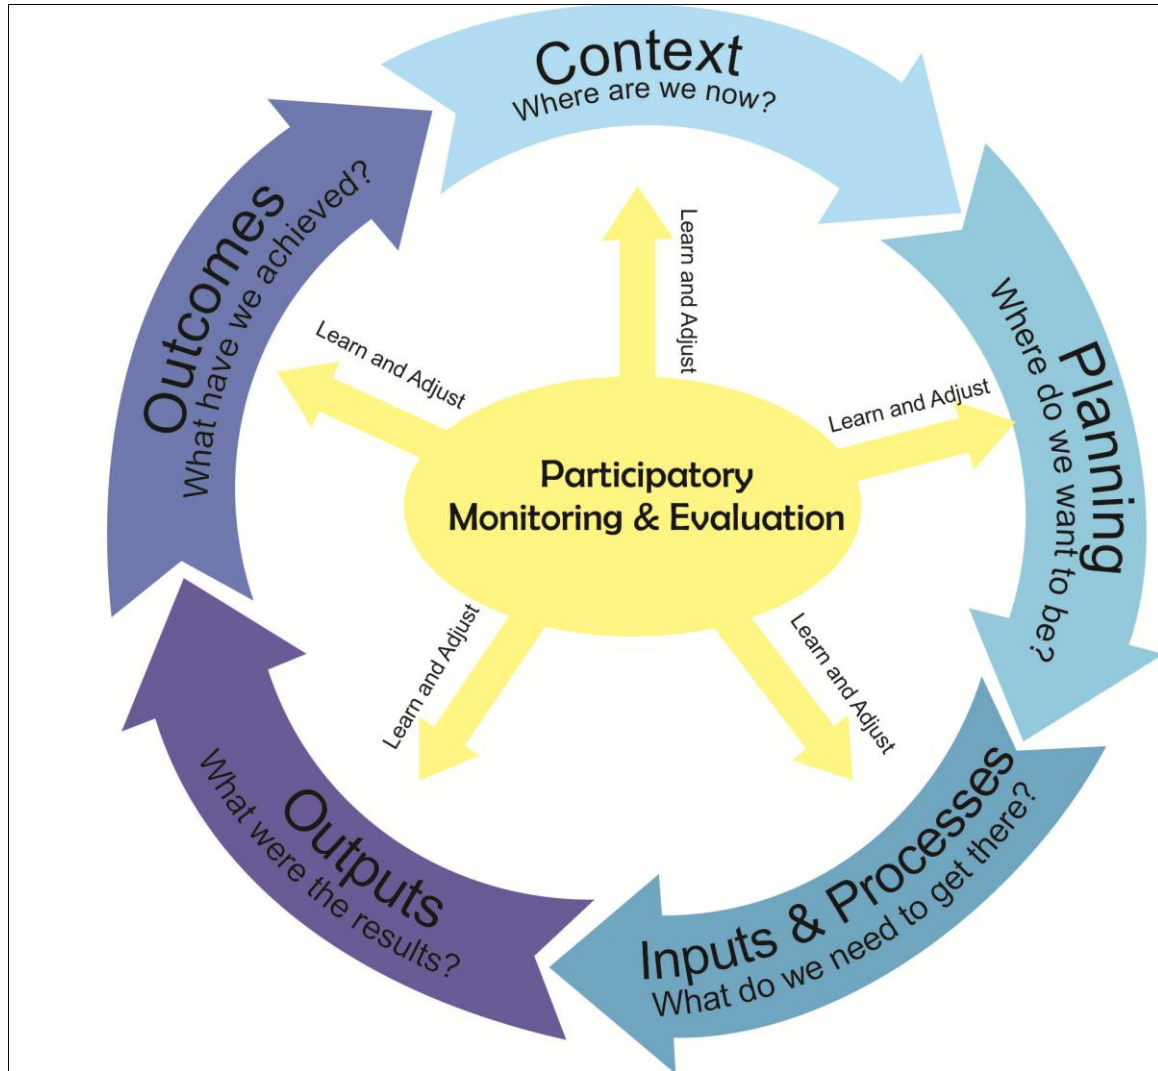 Context
Where are we now?
Planning
Where do we want to be?
Inputs & Processes
What do we need to get there?
Outputs
What were the results?
Outcomes
What have we achieved?
Learn and Adjust
Learn and Adjust
Learn and Adjust
Learn and Adjust
Learn and Adjust
Participatory
Monitoring & Evaluation